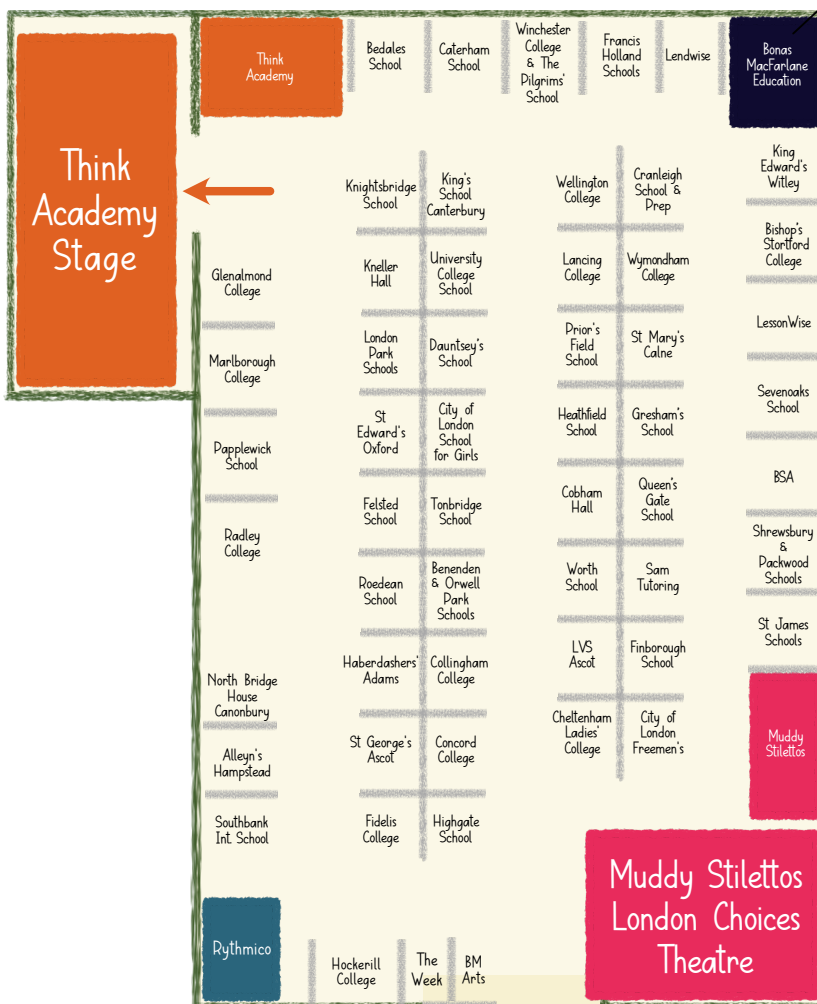 Think
Academy
Stage
Think
Academy
Bedales
School
Caterham
School
Winchester
College
& The
Pilgrims'
School
Francis
Holland
Schools
Lendwise
Bonas
MacFarlane
Education
Glenalmond
College
Marlborough
College
Papplewick
School
Radley
College
North Bridge
House
Canonbury
Alleyn's
Hampstead
Southbank
Int. School
Rythmico
Knightsbridge
School
King's
School
Canterbury
Kneller
Hall
University
College
School
London
Park
Schools
Dauntsey's
School
St
Edward's
Oxford
City of
London
School
for Girls
Felsted
School
Tonbridge
School
Roedean
School
Benenden
& Orwell
Park
Schools
Haberdashers'
Adams
Collingham
College
St George's
Ascot
Concord
College
Fidelis
College
Highgate
School
Wellington
College
Cranleigh
School &
Prep
Lancing
College
Wymondham
College
Prior's
Field
School
St Mary's
Calne
Heathfield
School
Gresham's
School
Cobham
Hall
Queen's
Gate
School
Worth
School
Sam
Tutoring
LVS
Ascot
Finborough
School
Cheltenham
Ladies'
College
City of
London
Freemen's
King
Edward's
Witley
Bishop's
Stortford
College
LessonWise
Sevenoaks
School
BSA
Shrewsbury
&
Packwood
Schools
St James
Schools
Muddy
Stilettos
Muddy Stilettos
London Choices
Theatre
Hockerill
College
The
Week
BM
Arts